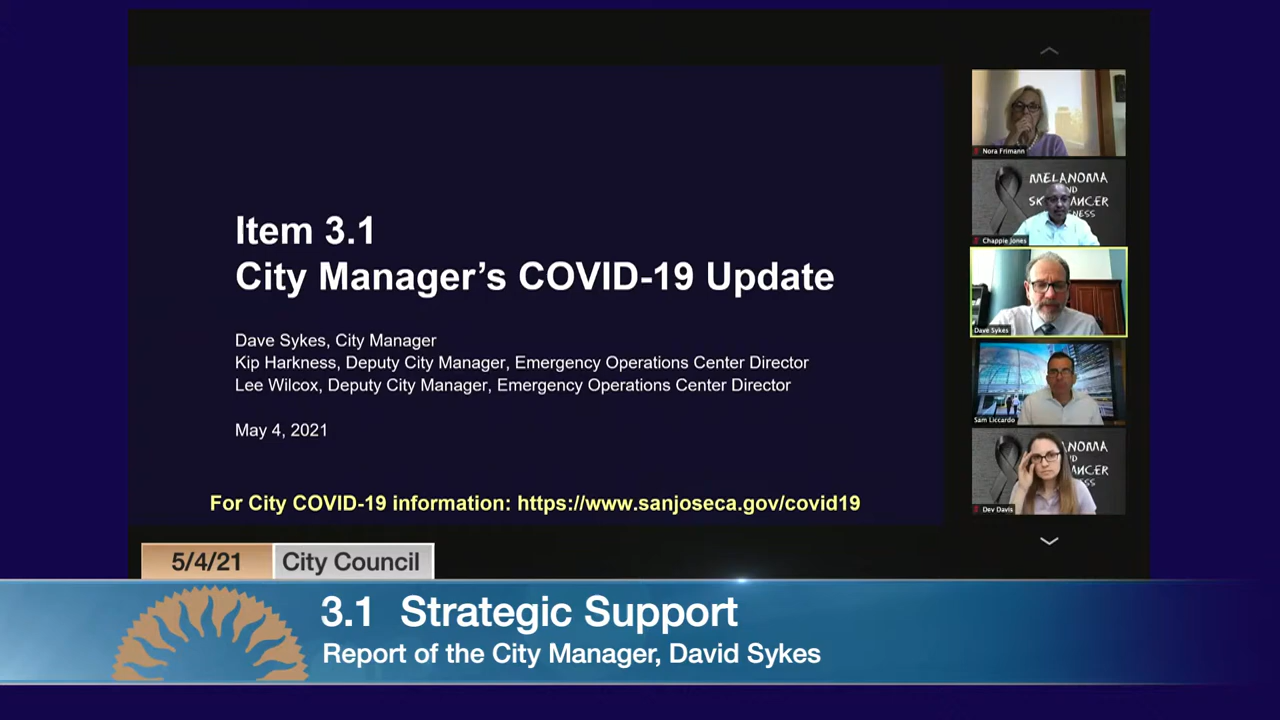 Item 3.1
City Manager's COVID-19 Update
Dave Sykes, City Manager
Kip Harkness, Deputy City Manager, Emergency Operations Center Director
Lee Wilcox, Deputy City Manager, Emergency Operations Center Director
May 4, 2021
For City COVID-19 information: https://www.sanjoseca.gov/covid19
Nora Frimann
MELANOMA
Chappie Jones
Dave Sykes
Sam Liccardo
Dev Davis
5/4/21 City Council
3.1 Strategic Support
Report of the City Manager, David Sykes